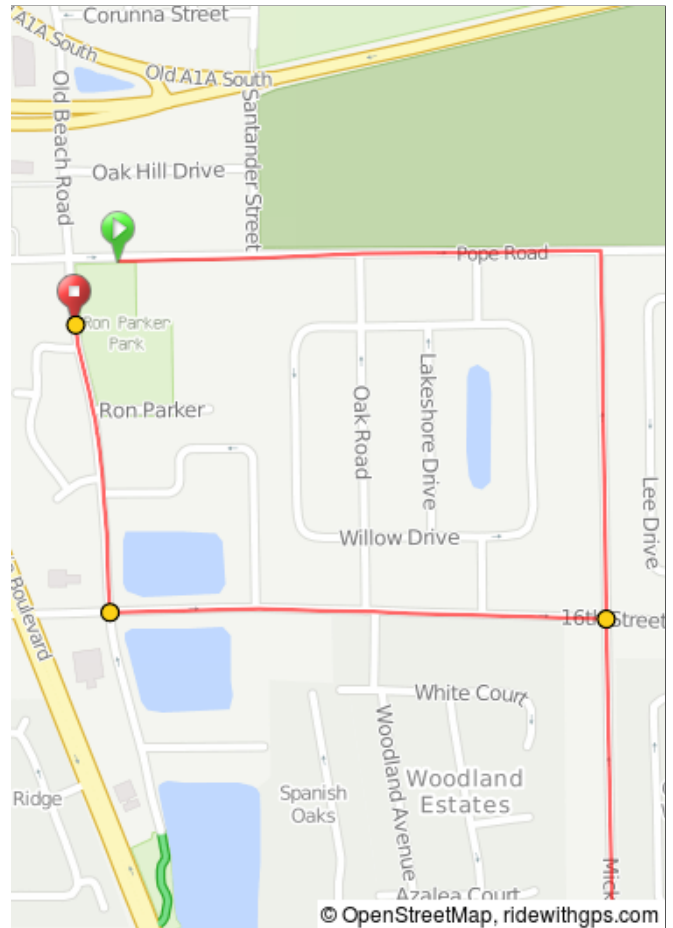 Corunna Street
A1A South
Old A1A South
Old Beach Road
Santander Street
Oak Hill Drive
Pope Road
Ron Parker
Park
Ron Parker
Oak Road
Lakeshore Drive
Lee Drive
Willow Drive
Boulevard
16th Street
White Court
Woodland Avenue
Woodland
Estates
Ridge
Spanish
Oaks
Mick
Azalea Court
© OpenStreetMap, ridewithgps.com